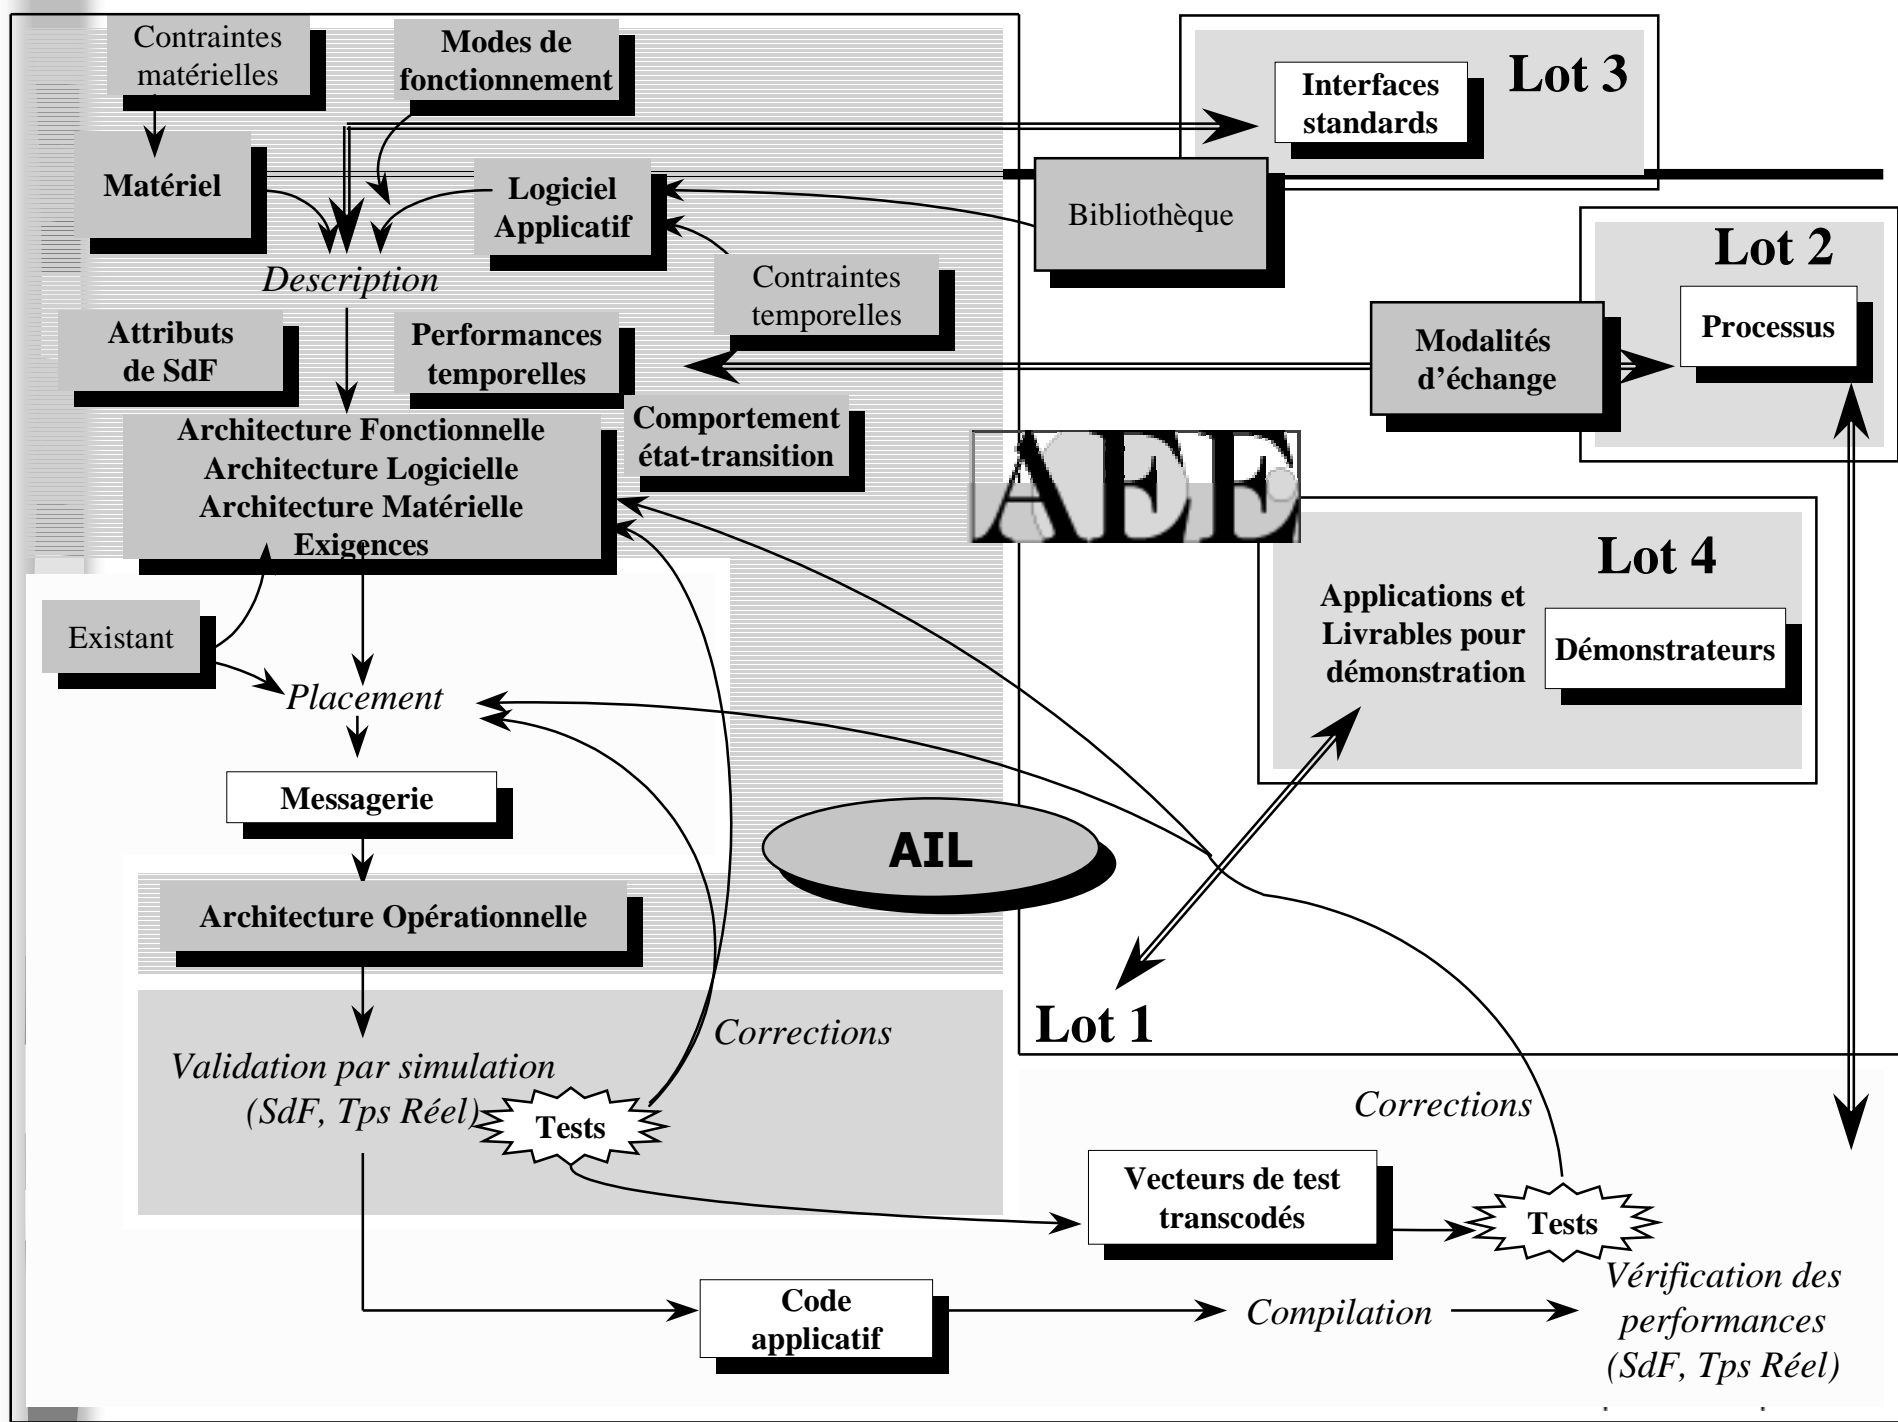 Contraintes
matérielles
Modes de
fonctionnement
Interfaces
standards
Lot 3
Matériel
Logiciel
Applicatif
Bibliothèque
Lot 2
Description
Contraintes
temporelles
Processus
Attributs
de SdF
Performances
temporelles
Modalités
d’échange
Comportement
état-transition
Architecture Fonctionnelle
Architecture Logicielle
Architecture Matérielle
Exigences
AEE
Lot 4
Applications et
Livrables pour
démonstration
Démonstrateurs
Existant
Placement
Messagerie
AIL
Architecture Opérationnelle
Lot 1
Corrections
Validation par simulation
(SdF, Tps Réel)
Tests
Corrections
Vecteurs de test
transcodés
Tests
Code
applicatif
Compilation
Vérification des
performances
(SdF, Tps Réel)